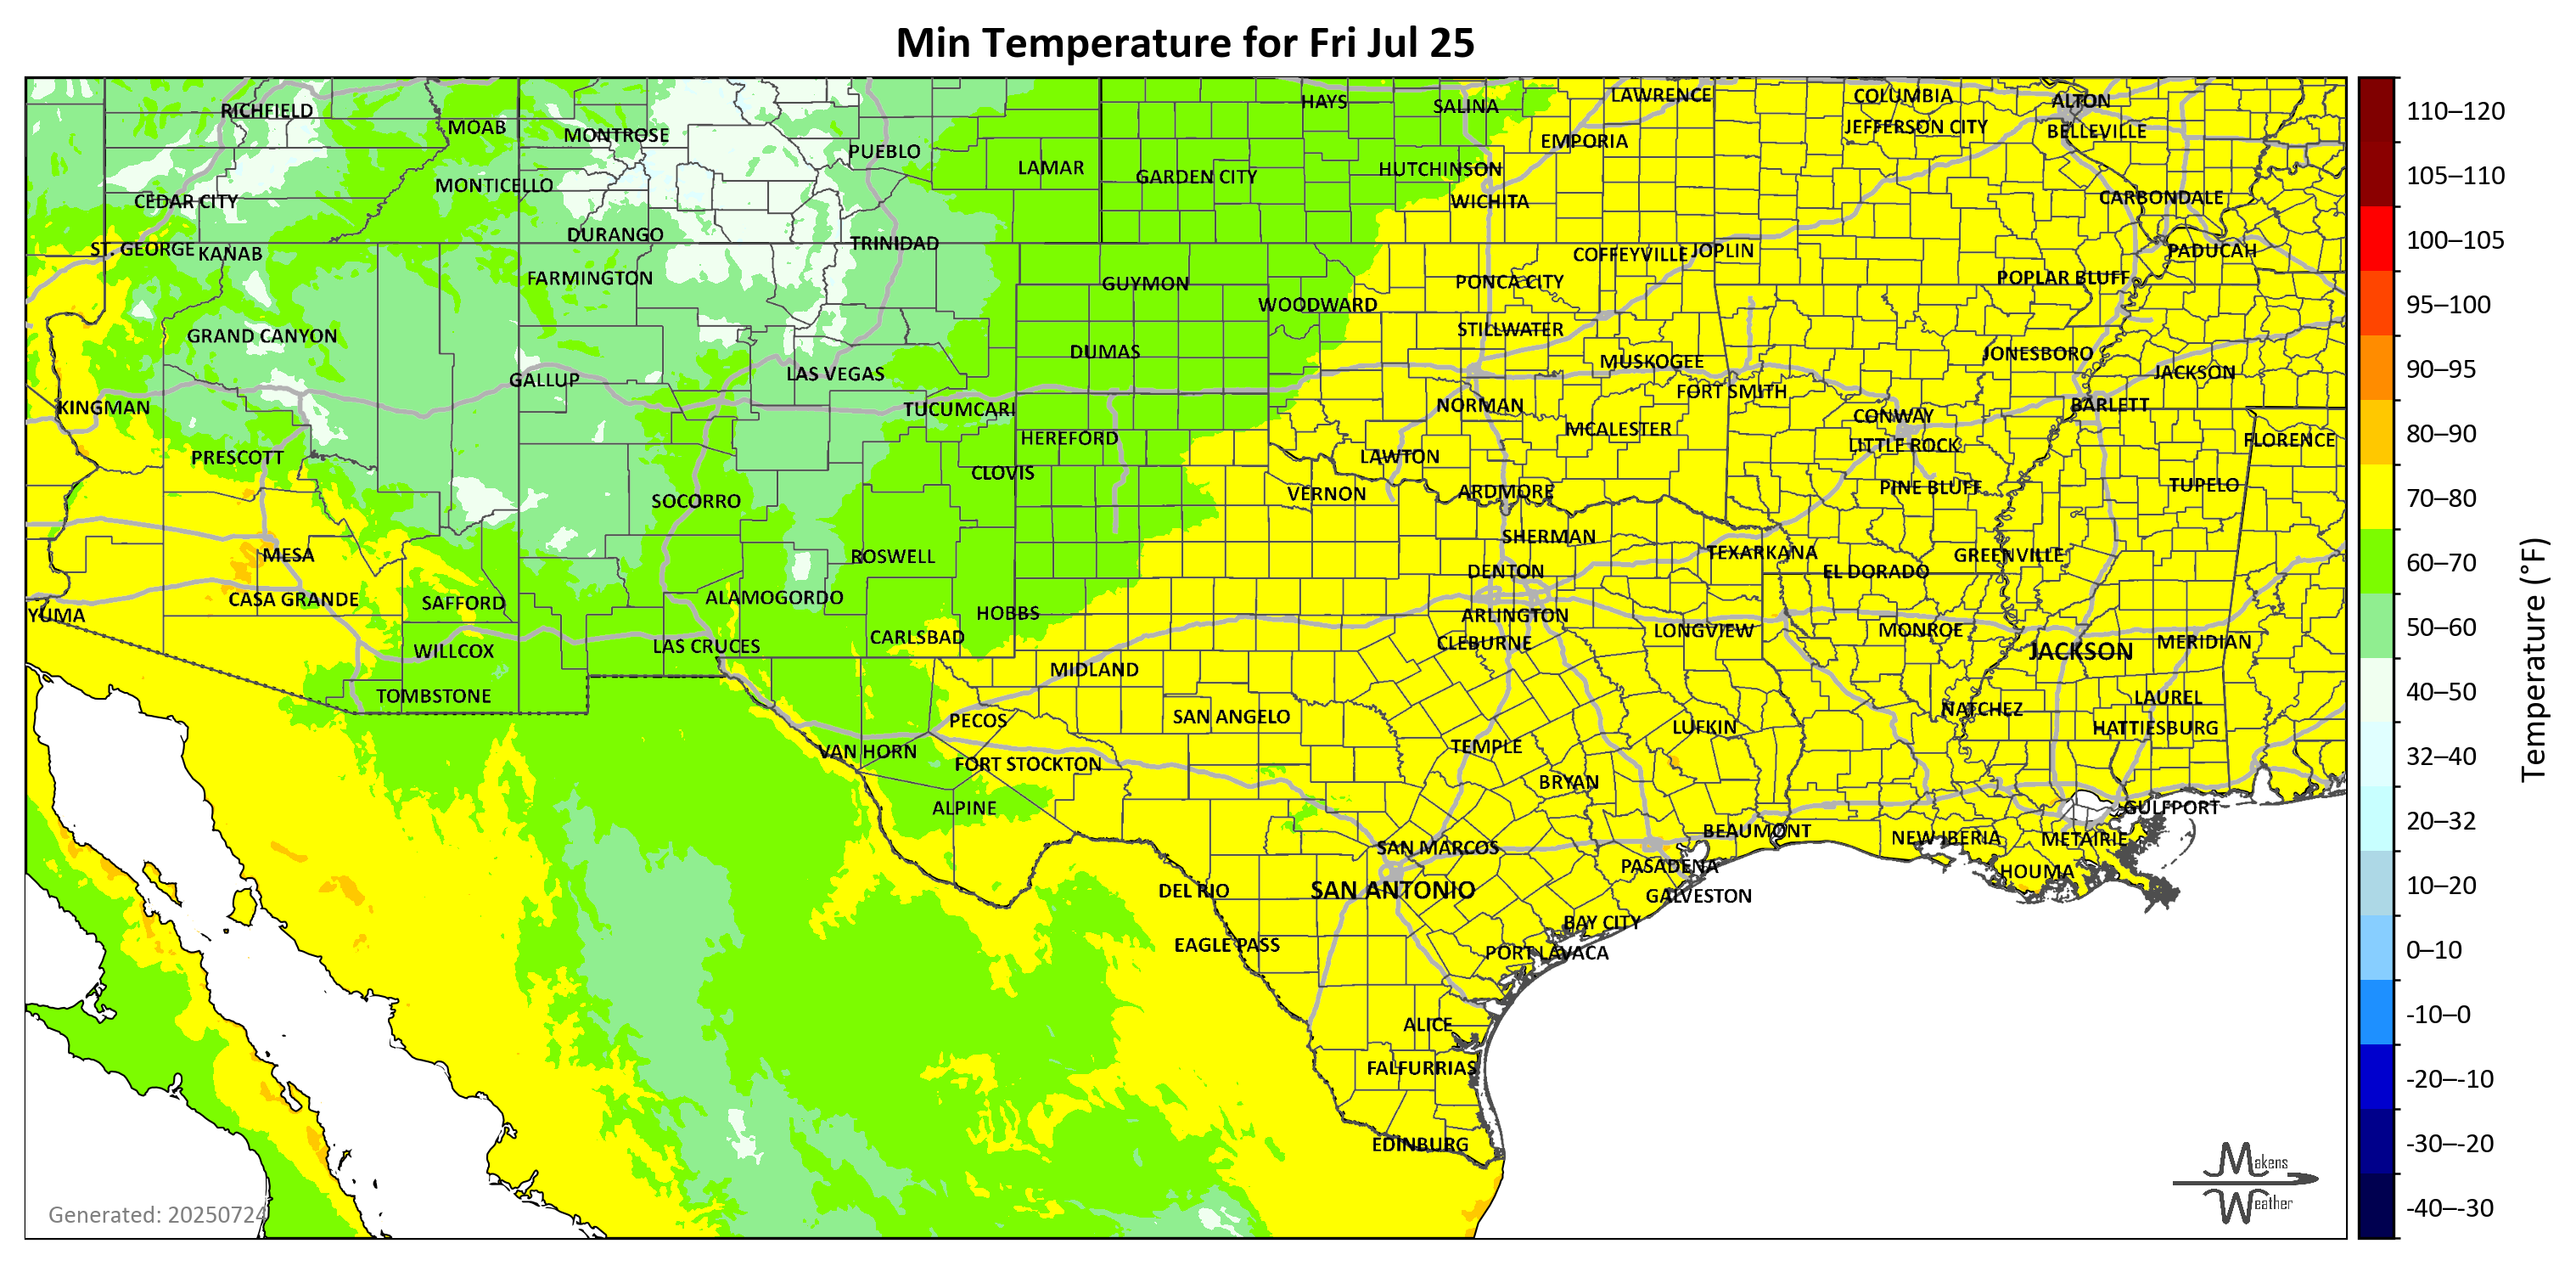 Min Temperature for Fri Jul 25
RICHFIELD
MOAB
MONTROSE
PUEBLO
LAMAR
HAYS
SALINA
LAWRENCE
COLUMBIA
ALTON
GARDEN CITY
HUTCHINSON
EMPORIA
JEFFERSON CITY
BELLEVILLE
CEDAR CITY
MONTICELLO
WICHITA
CARBONDALE
ST. GEORGE
KANAB
DURANGO
TRINIDAD
COFFEYVILLE
JOPLIN
PADUCAH
FARMINGTON
GUYMON
WOODWARD
PONCA CITY
POPLAR BLUFF
GRAND CANYON
DUMAS
STILLWATER
MUSKOGEE
JONESBORO
JACKSON
KINGMAN
GALLUP
LAS VEGAS
TUCUMCARI
NORMAN
FORT SMITH
CONWAY
BARLETT
PRESCOTT
HEREFORD
CLOVIS
LAWTON
MCALESTER
LITTLE ROCK
FLORENCE
SOCORRO
VERNON
ARDMORE
PINE BLUFF
TUPELO
MESA
ROSWELL
SHERMAN
TEXARKANA
GREENVILLE
CASA GRANDE
SAFFORD
ALAMOGORDO
HOBBS
DENTON
EL DORADO
YUMA
ARLINGTON
WILLCOX
LAS CRUCES
CARLSBAD
CLEBURNE
LONGVIEW
MONROE
JACKSON
MERIDIAN
TOMBSTONE
MIDLAND
PECOS
SAN ANGELO
LUFKIN
NATCHEZ
LAUREL
HATTIESBURG
VAN HORN
FORT STOCKTON
TEMPLE
BRYAN
ALPINE
BEAUMONT
GULFPORT
SAN MARCOS
NEW IBERIA
METAIRIE
DEL RIO
SAN ANTONIO
PASADENA
HOUMA
GALVESTON
EAGLE PASS
BAY CITY
PORT LAVACA
ALICE
FALFURRIAS
EDINBURG
Generated: 20250724
Makens
Weather
110–120
105–110
100–105
95–100
90–95
80–90
70–80
60–70
50–60
40–50
32–40
20–32
10–20
0–10
-10–0
-20–-10
-30–-20
-40–-30
Temperature (°F)